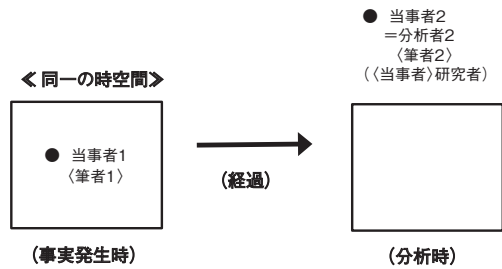 ● 当事者2
＝分析者2
〈筆者2〉
(〈当事者〉研究者)
≪同一の時空間≫
● 当事者1
〈筆者1〉
(経過)
(事実発生時)
(分析時)